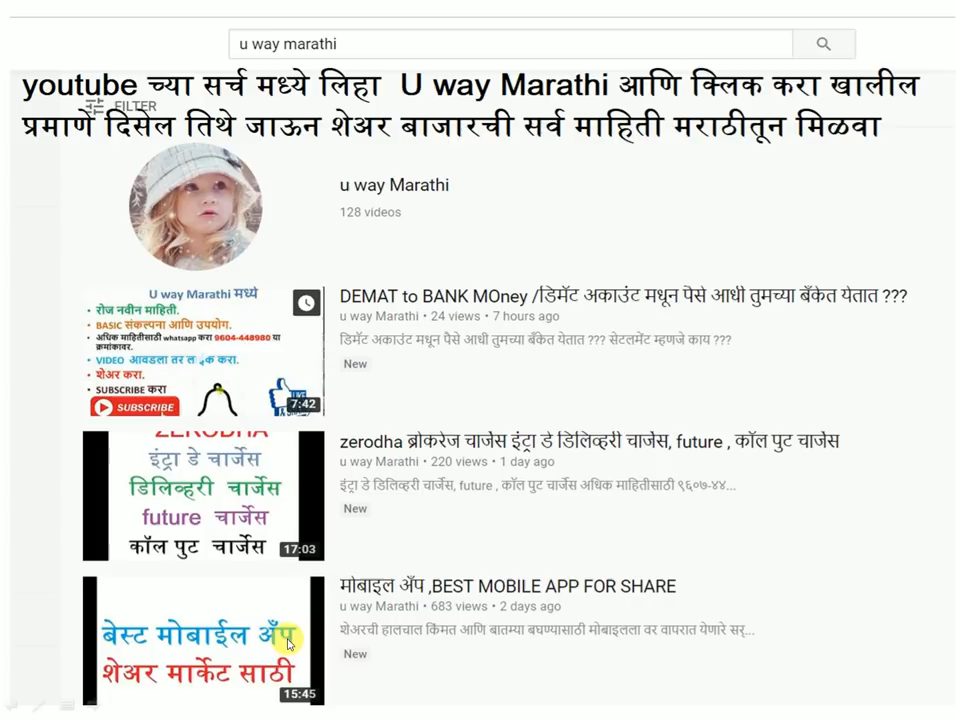 u way marathi
youtube च्या सर्च मध्ये लिहा U way Marathi आणि क्लिक करा खालील
FILTER
प्रमाणे दिसेल तिथे जाऊन शेअर बाजारची सर्व माहिती मराठीतून मिळवा
u way Marathi
128 videos
U way Marathi मध्ये
• रोज नवीन माहिती.
• BASIC संकल्पना आणि उपयोग.
• अधिक माहितीसाठी whatsapp करा 9604-448980 या
क्रमांकावर.
• VIDEO आवडला तर लाईक करा.
• शेअर करा.
• SUBSCRIBE करा
SUBSCRIBE
7:42
DEMAT to BANK MOney /डिमॅट अकाउंट मधून पैसे आधी तुमच्या बँकेत येतात ???
u way Marathi • 24 views • 7 hours ago
डिमॅट अकाउंट मधून पैसे आधी तुमच्या बँकेत येतात ??? सेटलमेंट म्हणजे काय ???
New
ZERODHA
इंट्रा डे चार्जेस
डिलिव्हरी चार्जेस
future चार्जेस
कॉल पुट चार्जेस
17:03
zerodha ब्रोकरेज चार्जेस इंट्रा डे डिलिव्हरी चार्जेस, future , कॉल पुट चार्जेस
u way Marathi • 220 views • 1 day ago
इंट्रा डे डिलिव्हरी चार्जेस, future , कॉल पुट चार्जेस अधिक माहितीसाठी ९६०७-४४...
New
बेस्ट मोबाईल अँप
शेअर मार्केट साठी
15:45
मोबाइल अँप ,BEST MOBILE APP FOR SHARE
u way Marathi • 683 views • 2 days ago
शेअरची हालचाल किंमत आणि बातम्या बघण्यासाठी मोबाइलला वर वापरात येणारे सर्...
New